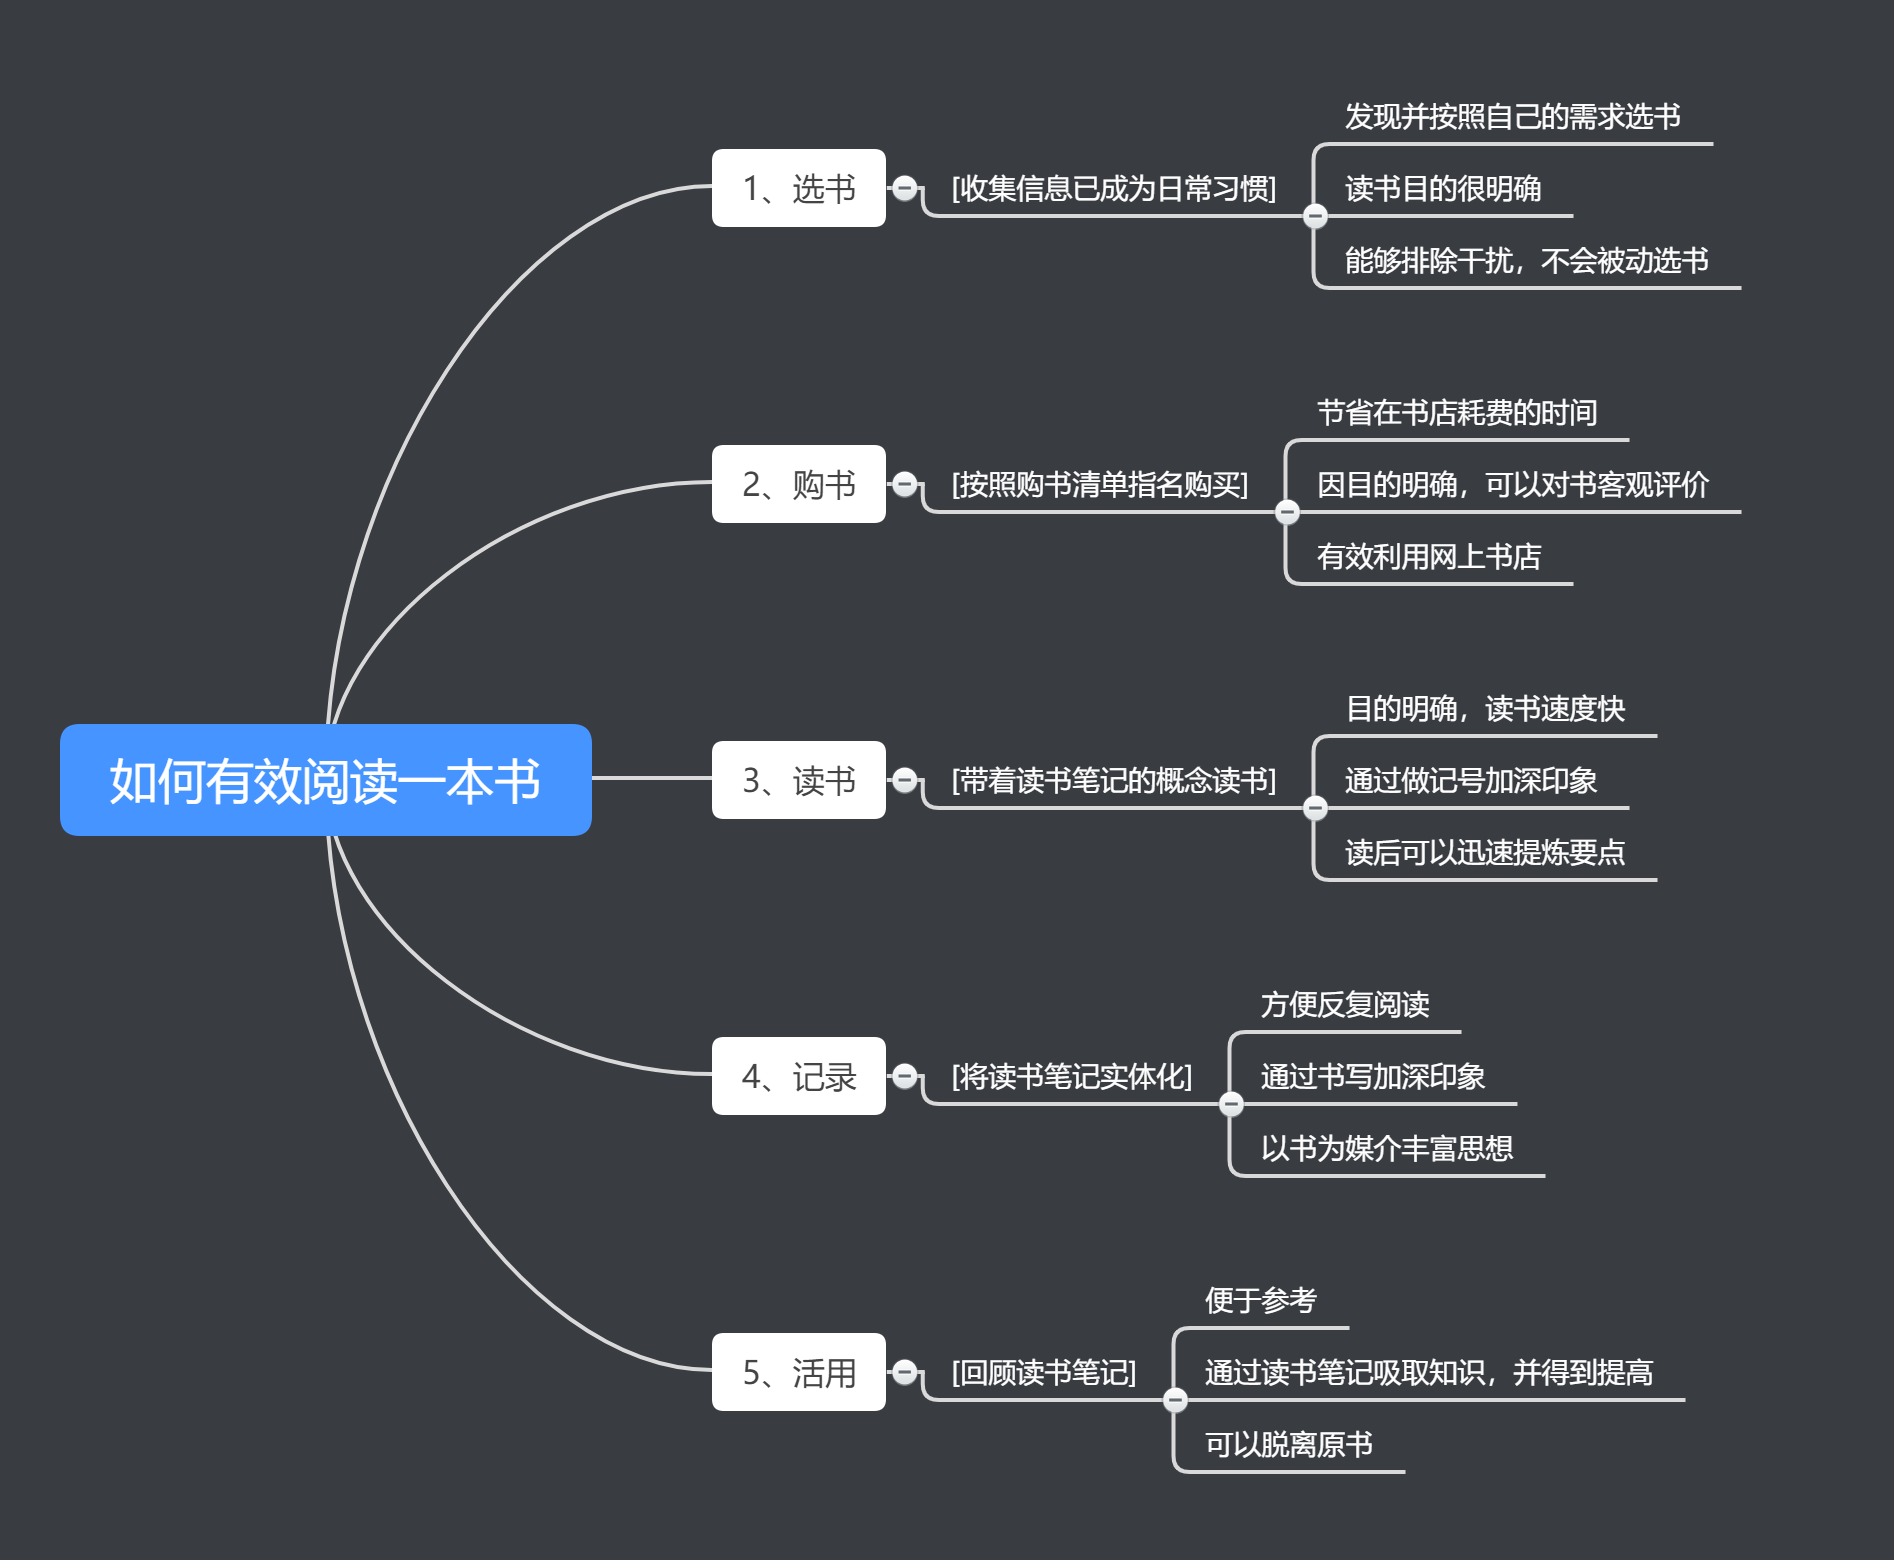 如何有效阅读一本书
1、选书
[收集信息已成为日常习惯]
发现并按照自己的需求选书
读书目的很明确
能够排除干扰，不会被动选书
2、购书
[按照购书清单指名购买]
节省在书店耗费的时间
因目的明确，可以对书客观评价
有效利用网上书店
3、读书
[带着读书笔记的概念读书]
目的明确，读书速度快
通过做记号加深印象
读后可以迅速提炼要点
4、记录
[将读书笔记实体化]
方便反复阅读
通过书写加深印象
以书为媒介丰富思想
5、活用
[回顾读书笔记]
便于参考
通过读书笔记吸取知识，并得到提高
可以脱离原书